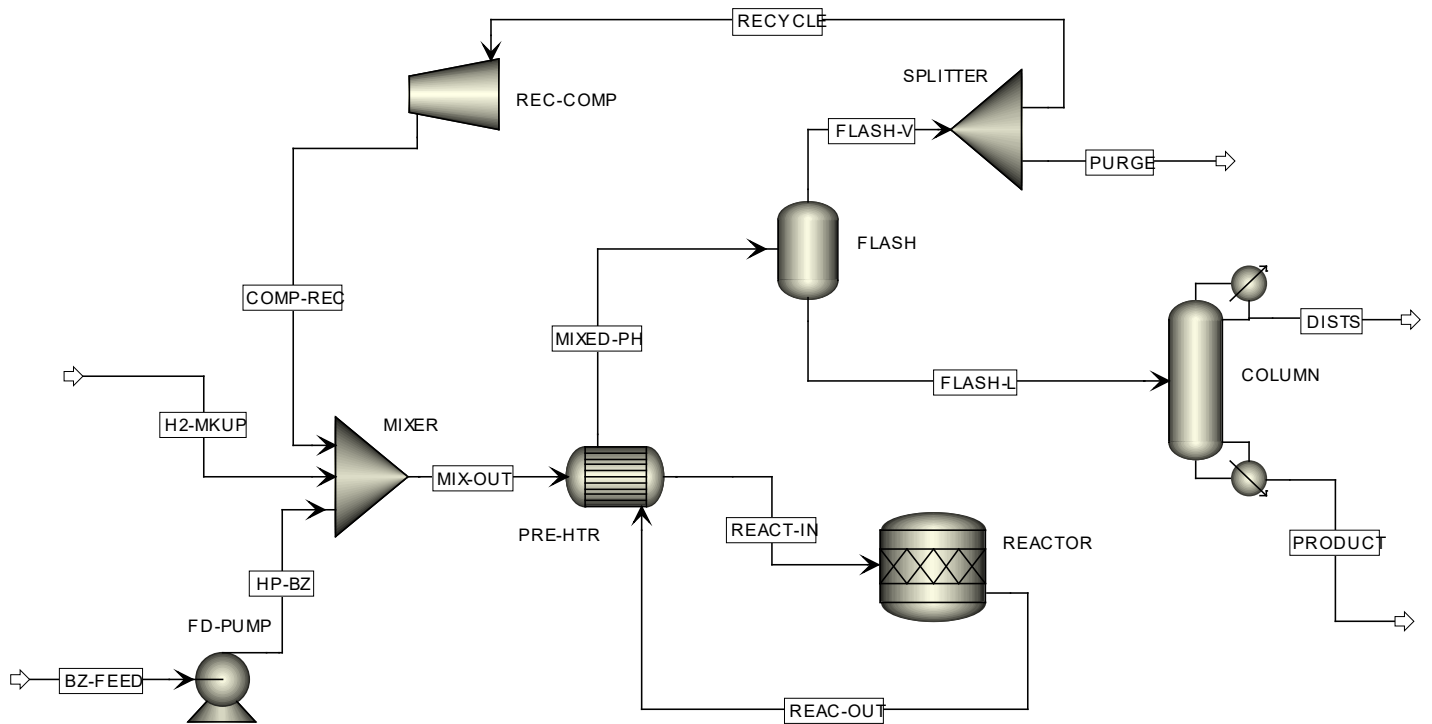 RECYCLE
SPLITTER
REC-COMP
FLASH-V
PURGE
FLASH
COMP-REC
DISTS
MIXED-PH
COLUMN
FLASH-L
H2-MKUP
MIXER
MIX-OUT
PRE-HTR
REACT-IN
REACTOR
PRODUCT
HP-BZ
FD-PUMP
BZ-FEED
REAC-OUT